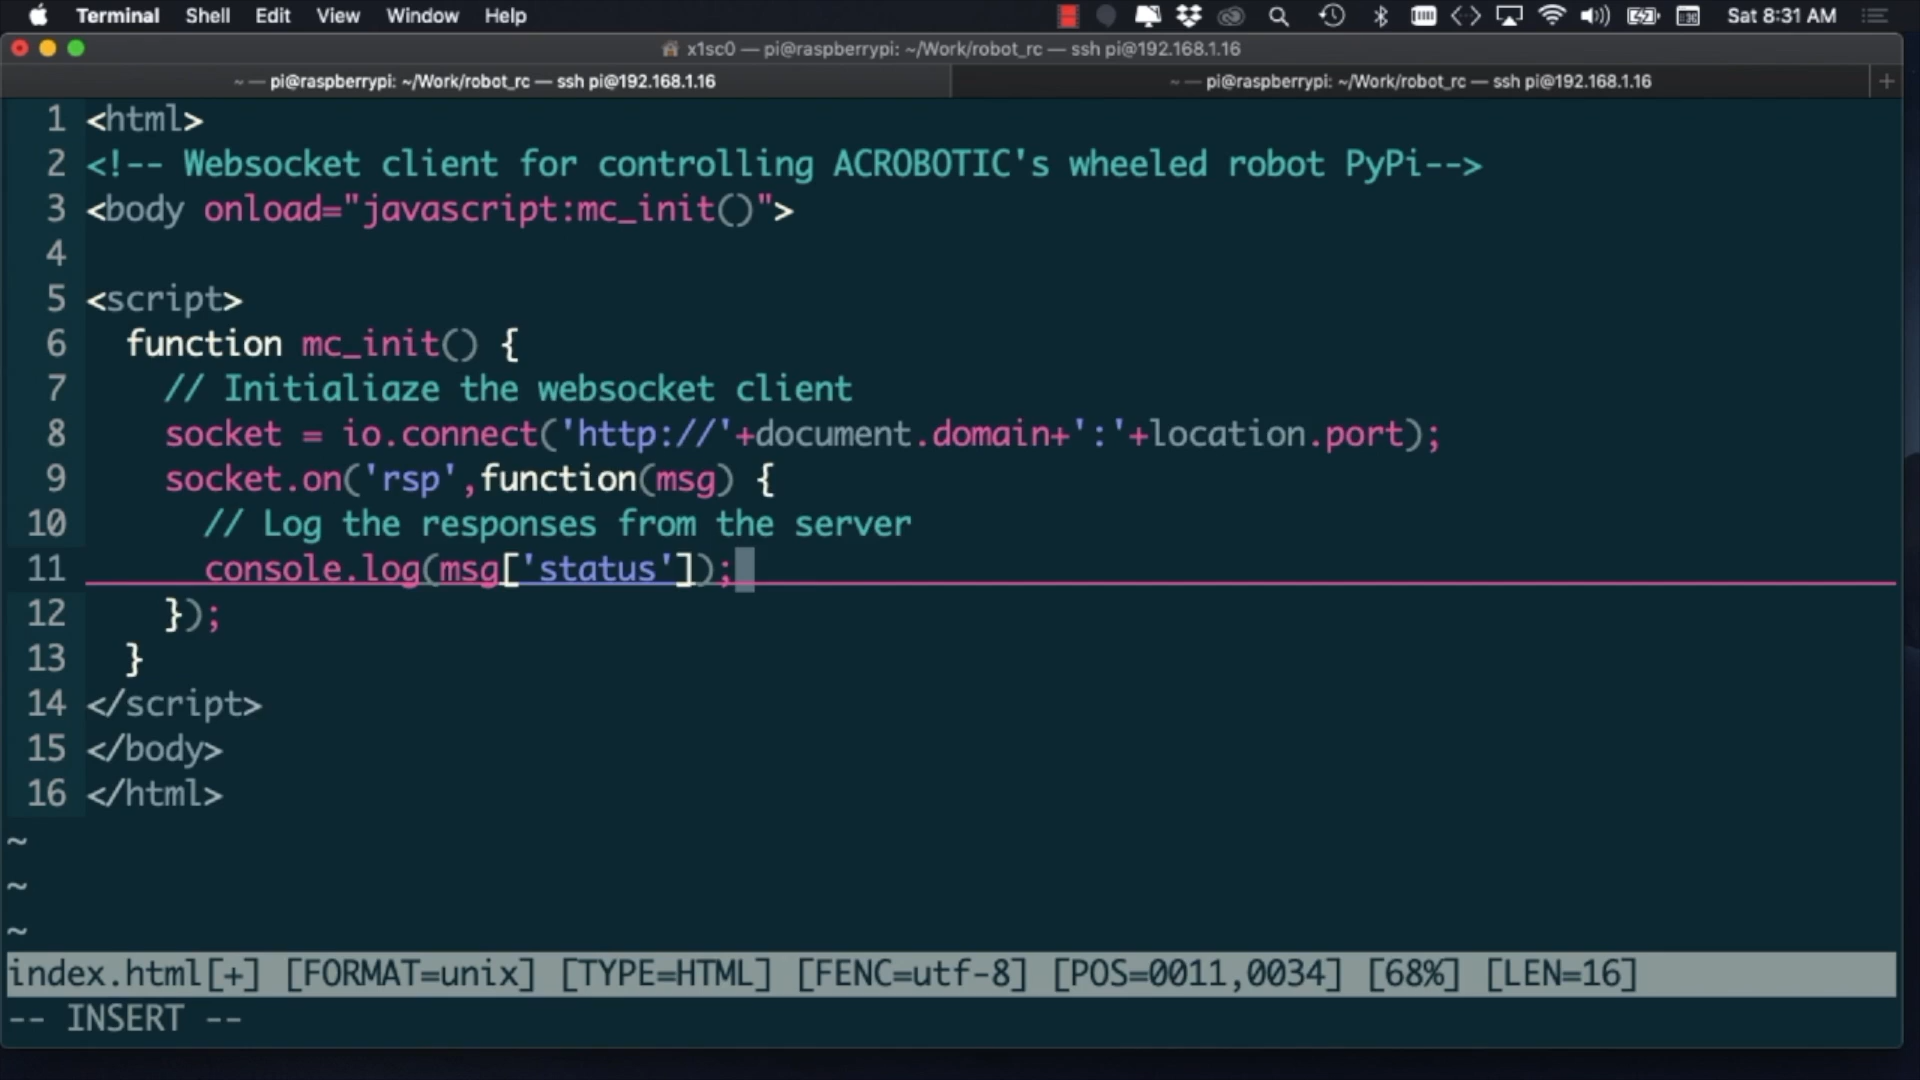 Terminal Shell Edit View Window Help Sat 8:31 AM
x1sc0 — pi@raspberrypi: ~/Work/robot_rc — ssh pi@192.168.1.16
~ — pi@raspberrypi: ~/Work/robot_rc — ssh pi@192.168.1.16
~ — pi@raspberrypi: ~/Work/robot_rc — ssh pi@192.168.1.16 +
1 <html>
2 <!-- Websocket client for controlling ACROBOTIC's wheeled robot PyPi-->
3 <body onload="javascript:mc_init()">
4
5 <script>
6   function mc_init() {
7     // Initialiaze the websocket client
8     socket = io.connect('http://'+document.domain+':'+location.port);
9     socket.on('rsp',function(msg) {
10       // Log the responses from the server
11       console.log(msg['status']);
12     });
13   }
14 </script>
15 </body>
16 </html>
~
~
~
index.html[+] [FORMAT=unix] [TYPE=HTML] [FENC=utf-8] [POS=0011,0034] [68%] [LEN=16]
-- INSERT --